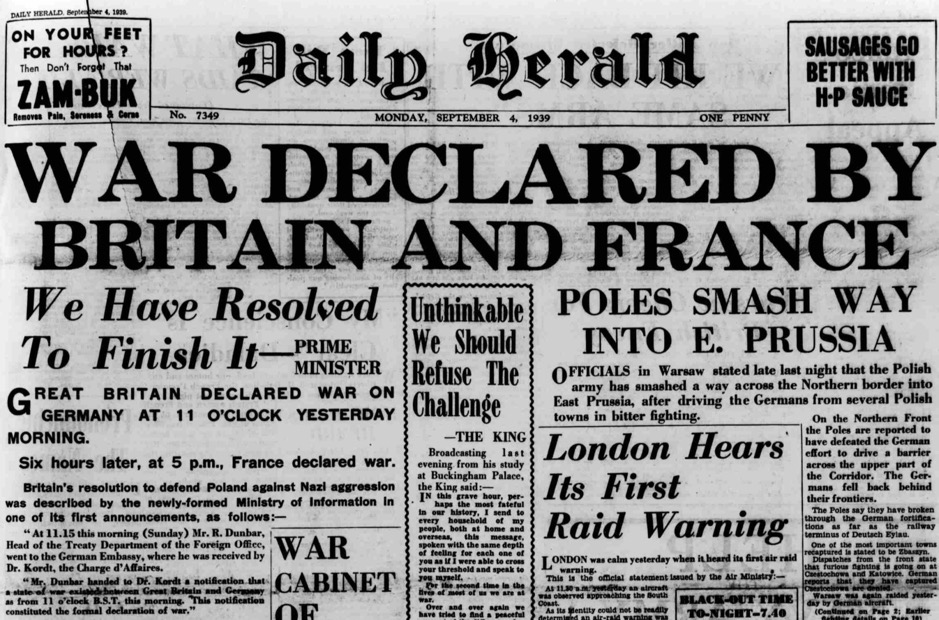 DAILY HERALD. September 4, 1939.
ON YOUR FEET
FOR HOURS?
Then Don't Forget That
ZAM-BUK
Removes Pain, Soreness & Corns
Daily Herald
SAUSAGES GO
BETTER WITH
H·P SAUCE
No. 7349
MONDAY, SEPTEMBER 4, 1939
ONE PENNY
WAR DECLARED BY
BRITAIN AND FRANCE
We Have Resolved
To Finish It—PRIME
MINISTER
GREAT BRITAIN DECLARED WAR ON
GERMANY AT 11 O'CLOCK YESTERDAY
MORNING.
Six hours later, at 5 p.m., France declared war.
Britain's resolution to defend Poland against Nazi aggression
was described by the newly-formed Ministry of Information in
one of its first announcements, as follows:—
"At 11.15 this morning (Sunday) Mr. R. Dunbar,
Head of the Treaty Department of the Foreign Office,
went to the German Embassy, where he was received by
Dr. Kordt, the Charge d'Affaires.
"Mr. Dunbar handed to Dr. Kordt a notification that
a state of war existed between Great Britain and Germany
as from 11 o'clock B.S.T. this morning. This notification
constituted the formal declaration of war."
WAR
CABINET
OF
Unthinkable
We Should
Refuse The
Challenge
—THE KING
Broadcasting last
evening from his study
at Buckingham Palace,
the King said:—
IN this grave hour, per-
haps the most fateful
in our history, I send to
every household of my
people, both at home and
overseas, this message,
spoken with the same depth
of feeling for each one of
you as if I were able to cross
your threshold and speak to
you myself.
For the second time in the
lives of most of us we are at
war.
Over and over again we
have tried to find a peaceful
POLES SMASH WAY
INTO E. PRUSSIA
OFFICIALS in Warsaw stated late last night that the Polish
army has smashed a way across the Northern border into
East Prussia, after driving the Germans from several Polish
towns in bitter fighting.
London Hears
Its First
Raid Warning
LONDON was calm yesterday when it heard its first air raid
warning.
This is the official statement issued by the Air Ministry:—
At 11.30 a.m. yesterday an aircraft
was observed approaching the South
Coast.
As its identity could not be readily
determined an air-raid warning was
BLACK-OUT TIME
TO-NIGHT—7.40
On the Northern Front
the Poles are reported to
have defeated the German
effort to drive a barrier
across the upper part of
the Corridor. The Ger-
mans fell back behind
their frontiers.
The Poles say they have broken
through the German fortifica-
tions as far as the railway
terminus of Deutsch Eylau.
One of the most important towns
recaptured is stated to be Zbaszyn.
Dispatches from the front state
that furious fighting is going on at
Czestochowa and Katowice. German
reports that they have captured
Czestochowa are denied.
Warsaw was again raided yester-
day by German aircraft.
(Continued on Page 2; Earlier